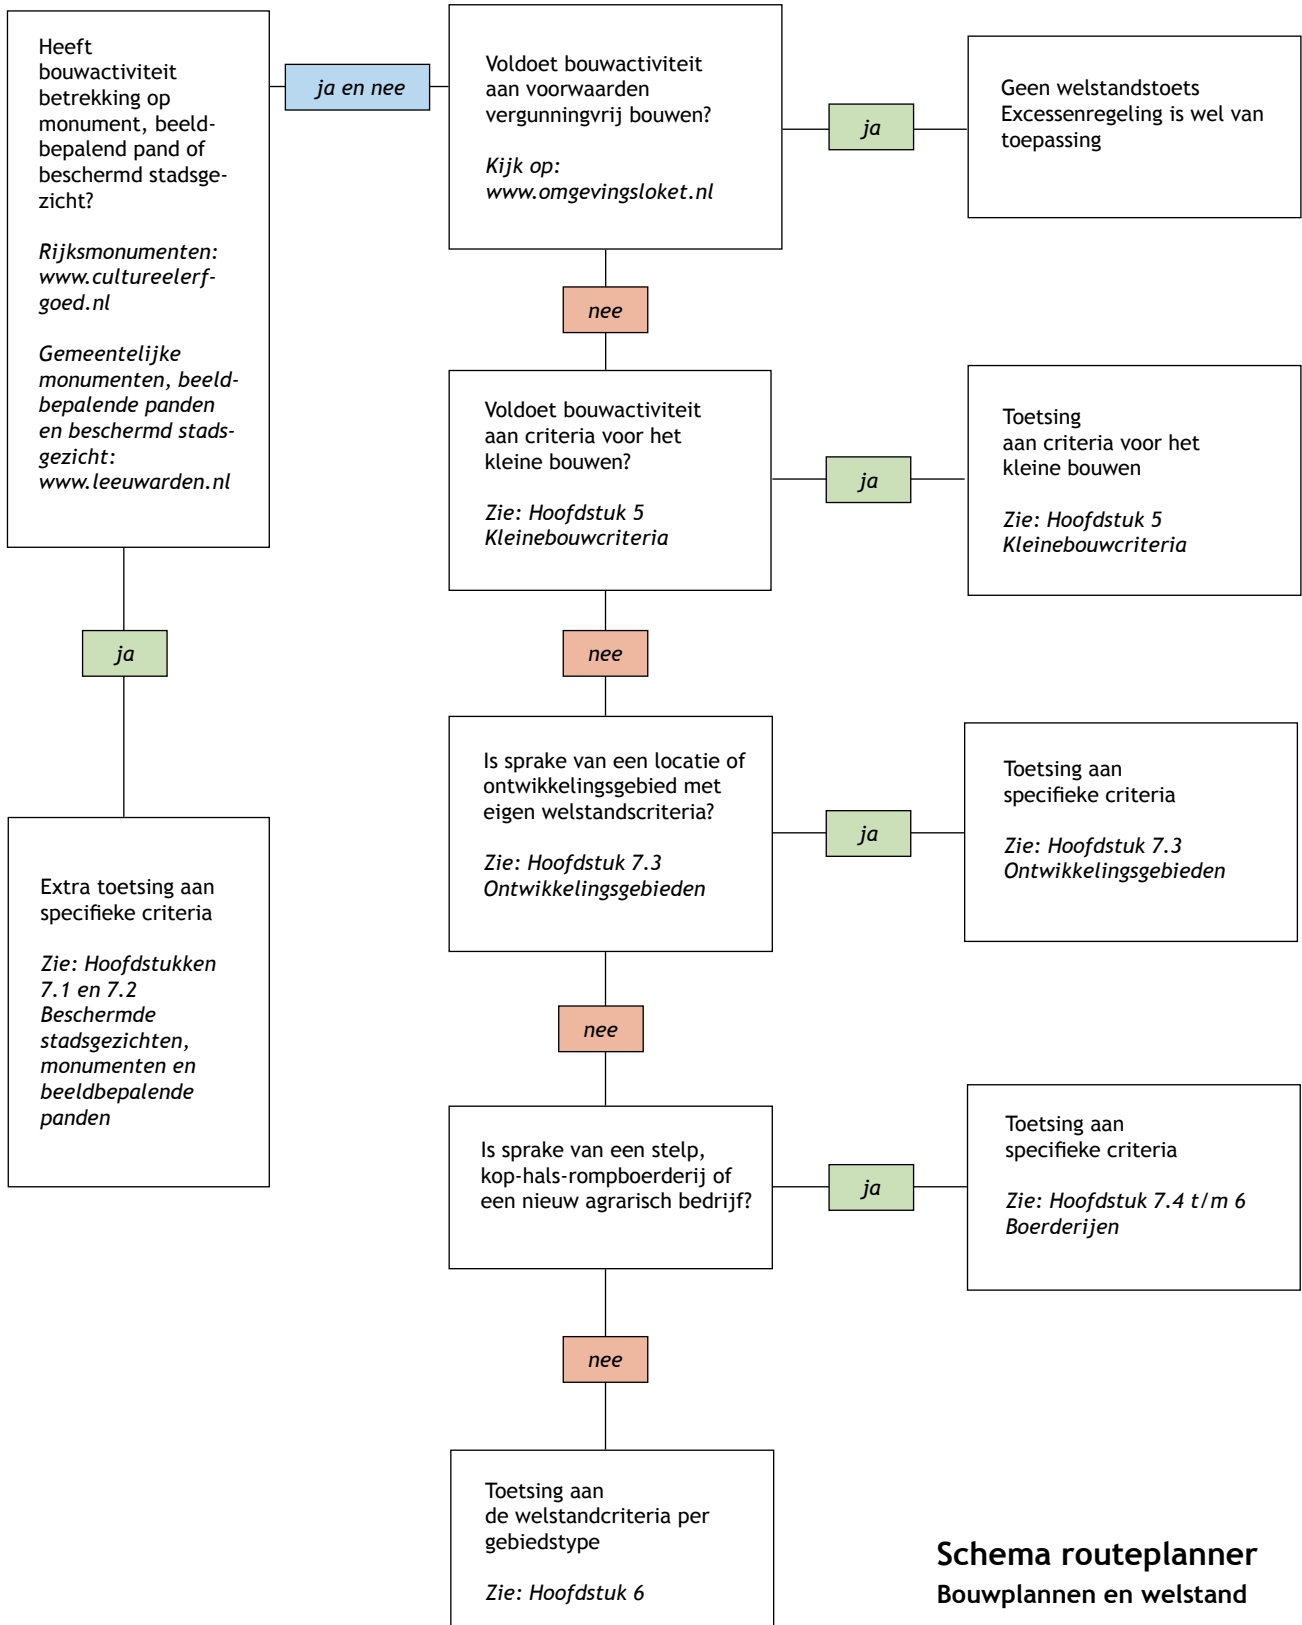 Heeft
bouwactiviteit
betrekking op
monument, beeld-
bepalend pand of
beschermd stadsge-
zicht?
Rijksmonumenten:
www.cultureelerf-
goed.nl
Gemeentelijke
monumenten, beeld-
bepalende panden
en beschermd stads-
gezicht:
www.leeuwarden.nl
ja en nee
Voldoet bouwactiviteit
aan voorwaarden
vergunningvrij bouwen?
Kijk op:
www.omgevingsloket.nl
ja
Geen welstandstoets
Excessenregeling is wel van
toepassing
nee
Voldoet bouwactiviteit
aan criteria voor het
kleine bouwen?
Zie: Hoofdstuk 5
Kleinebouwcriteria
ja
Toetsing
aan criteria voor het
kleine bouwen
Zie: Hoofdstuk 5
Kleinebouwcriteria
ja
nee
Extra toetsing aan
specifieke criteria
Zie: Hoofdstukken
7.1 en 7.2
Beschermde
stadsgezichten,
monumenten en
beeldbepalende
panden
Is sprake van een locatie of
ontwikkelingsgebied met
eigen welstandscriteria?
Zie: Hoofdstuk 7.3
Ontwikkelingsgebieden
ja
Toetsing aan
specifieke criteria
Zie: Hoofdstuk 7.3
Ontwikkelingsgebieden
nee
Is sprake van een stelp,
kop-hals-rompboerderij of
een nieuw agrarisch bedrijf?
ja
Toetsing aan
specifieke criteria
Zie: Hoofdstuk 7.4 t/m 6
Boerderijen
nee
Toetsing aan
de welstandcriteria per
gebiedstype
Zie: Hoofdstuk 6
Schema routeplanner
Bouwplannen en welstand